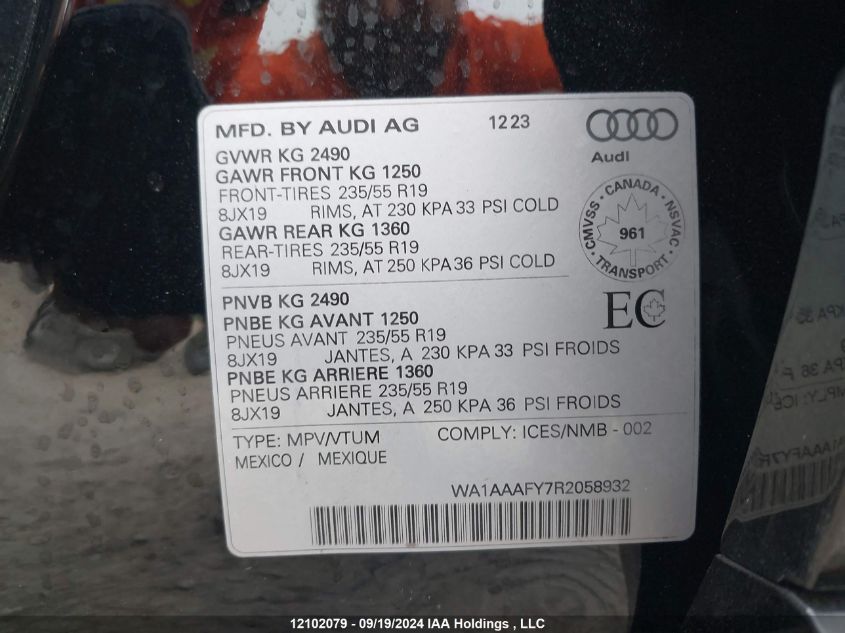 MFD. BY AUDI AG 1223
Audi
GVWR KG 2490
GAWR FRONT KG 1250
FRONT-TIRES 235/55 R19
8JX19 RIMS, AT 230 KPA 33 PSI COLD
GAWR REAR KG 1360
REAR-TIRES 235/55 R19
8JX19 RIMS, AT 250 KPA 36 PSI COLD
CMVSS · CANADA · NSVAC · TRANSPORT ·
961
PNVB KG 2490
PNBE KG AVANT 1250
PNEUS AVANT 235/55 R19
8JX19 JANTES, A 230 KPA 33 PSI FROIDS
PNBE KG ARRIERE 1360
PNEUS ARRIERE 235/55 R19
8JX19 JANTES, A 250 KPA 36 PSI FROIDS
EC
TYPE: MPV/VTUM COMPLY: ICES/NMB - 002
MEXICO / MEXIQUE
WA1AAAFY7R2058932
12102079 - 09/19/2024 IAA Holdings , LLC